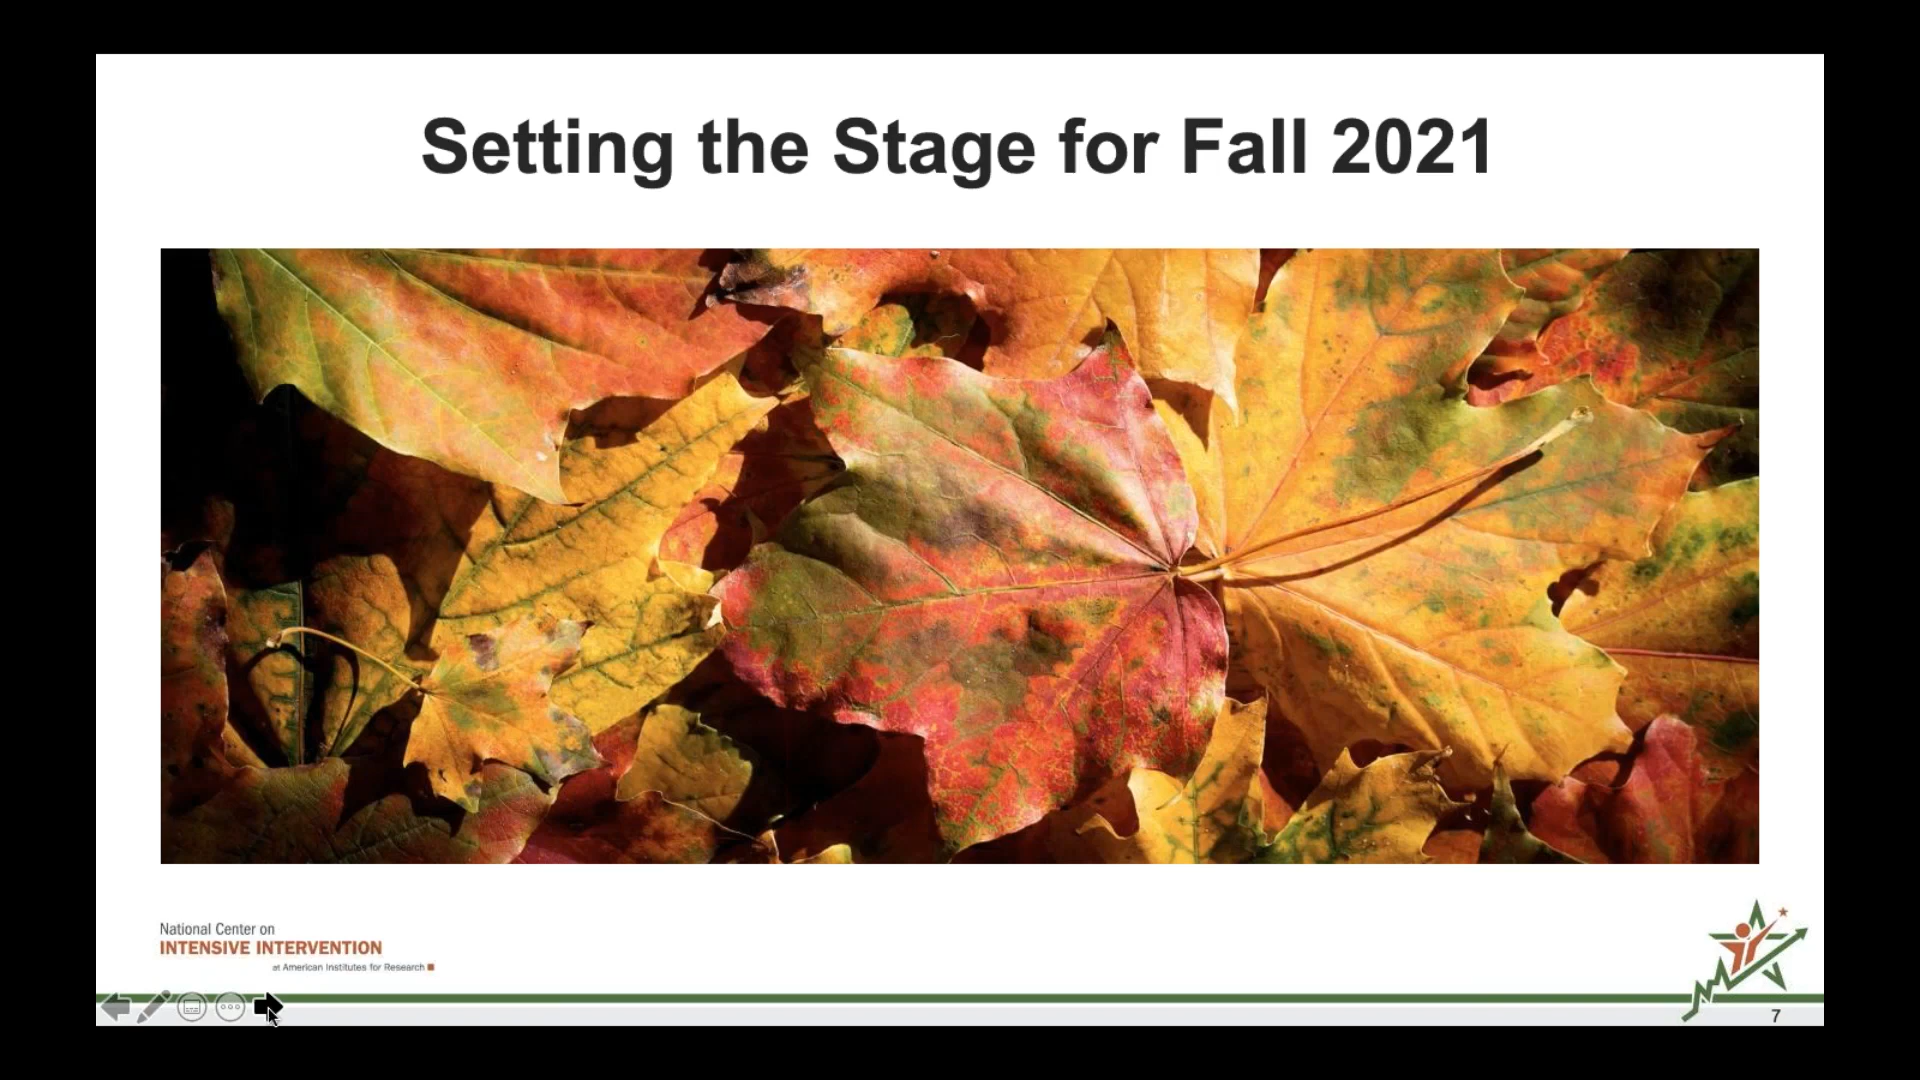 Setting the Stage for Fall 2021
National Center on
INTENSIVE INTERVENTION
at American Institutes for Research
7